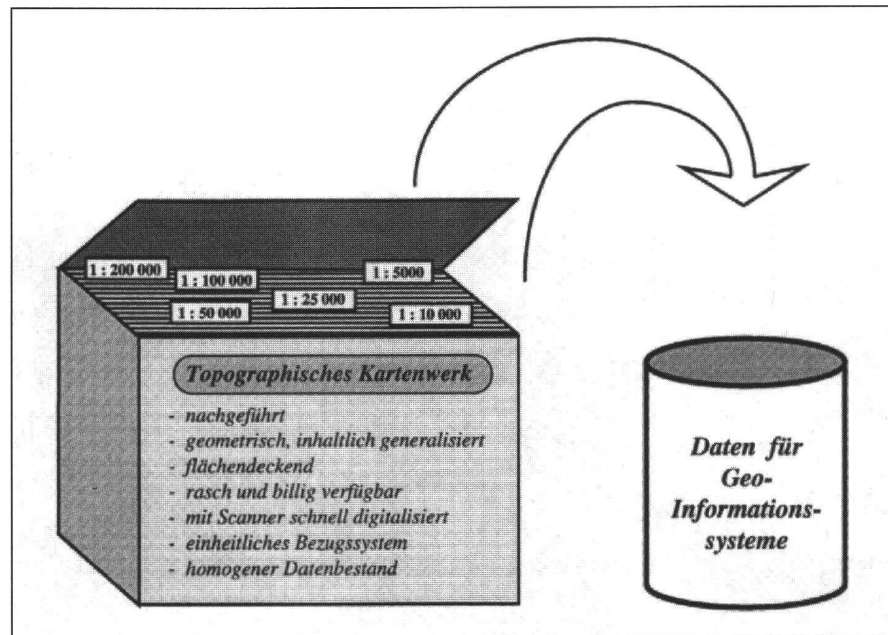 1 : 200 000
1 : 100 000
1 : 5000
1 : 50 000
1 : 25 000
1 : 10 000
Topographisches Kartenwerk
- nachgeführt
- geometrisch, inhaltlich generalisiert
- flächendeckend
- rasch und billig verfügbar
- mit Scanner schnell digitalisiert
- einheitliches Bezugssystem
- homogener Datenbestand
Daten für
Geo-
Informations-
systeme